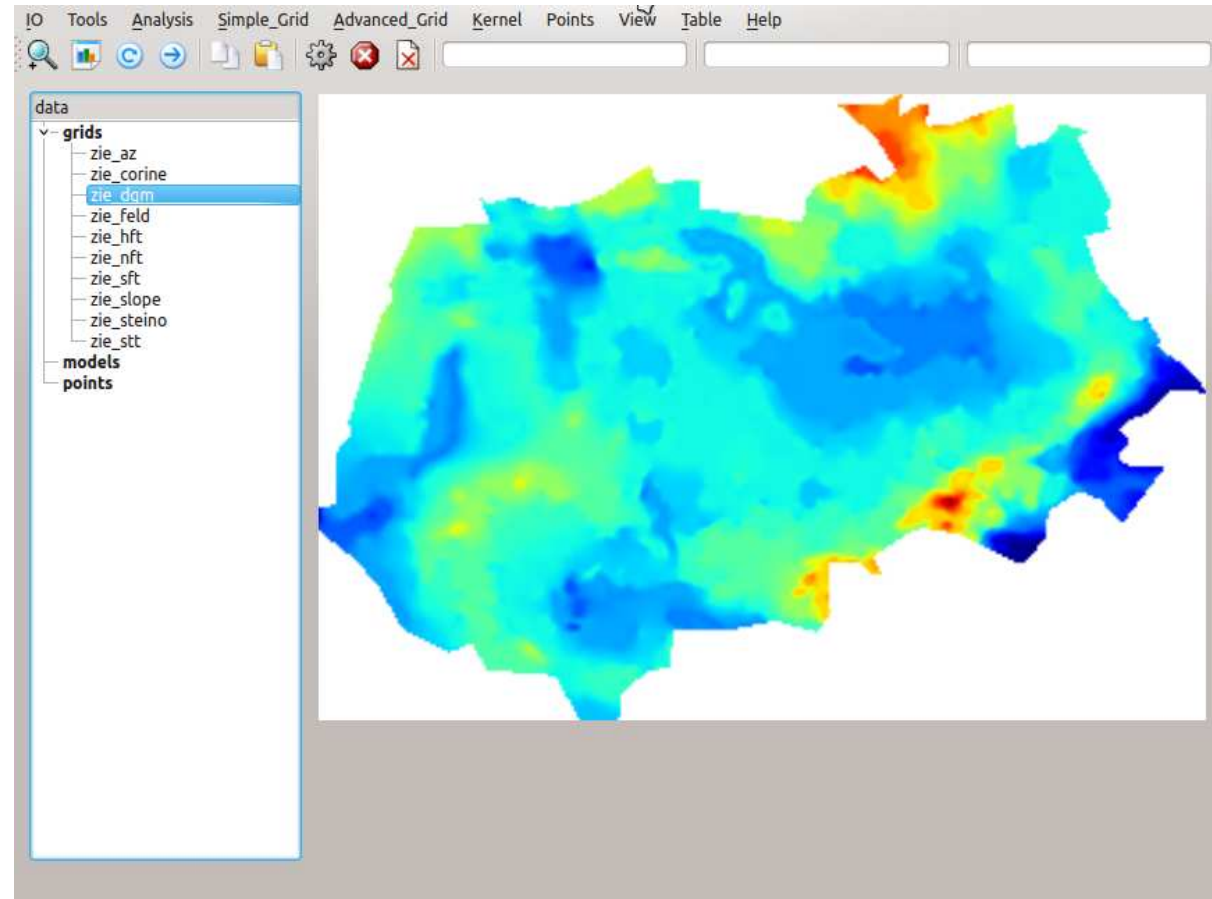 IO Tools Analysis Simple_Grid Advanced_Grid Kernel Points View Table Help
data
grids
zie_az
zie_corine
zie_dgm
zie_feld
zie_hft
zie_nft
zie_sft
zie_slope
zie_steino
zie_stt
models
points